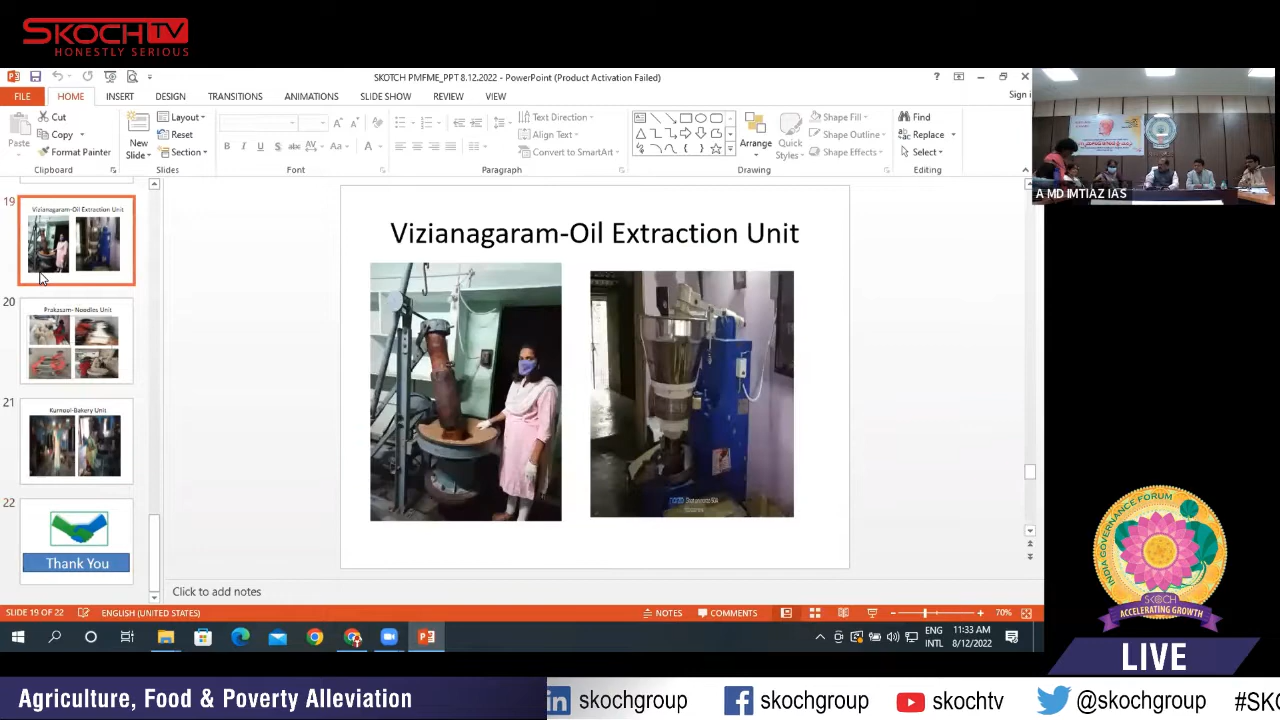 SKOCH TV
HONESTLY SERIOUS
SKOTCH PMFME_PPT 8.12.2022 - PowerPoint (Product Activation Failed)
FILE HOME INSERT DESIGN TRANSITIONS ANIMATIONS SLIDE SHOW REVIEW VIEW Sign i
Paste
Cut
Copy
Format Painter
Clipboard
New
Slide
Layout
Reset
Section
Slides
Font
Text Direction
Align Text
Convert to SmartArt
Paragraph
Arrange
Quick
Styles
Shape Fill
Shape Outline
Shape Effects
Drawing
Find
Replace
Select
Editing
A MD IMTIAZ IAS
19
Vizianagaram-Oil Extraction Unit
20
Prakasam- Noodles Unit
21
Kurnool-Bakery Unit
22
Thank You
Vizianagaram-Oil Extraction Unit
Click to add notes
SLIDE 19 OF 22 ENGLISH (UNITED STATES) NOTES COMMENTS 70%
ENG
INTL
11:33 AM
8/12/2022
INDIA GOVERNANCE FORUM
SKOCH
ACCELERATING GROWTH
LIVE
Agriculture, Food & Poverty Alleviation
in skochgroup skochgroup skochtv @skochgroup #SKO